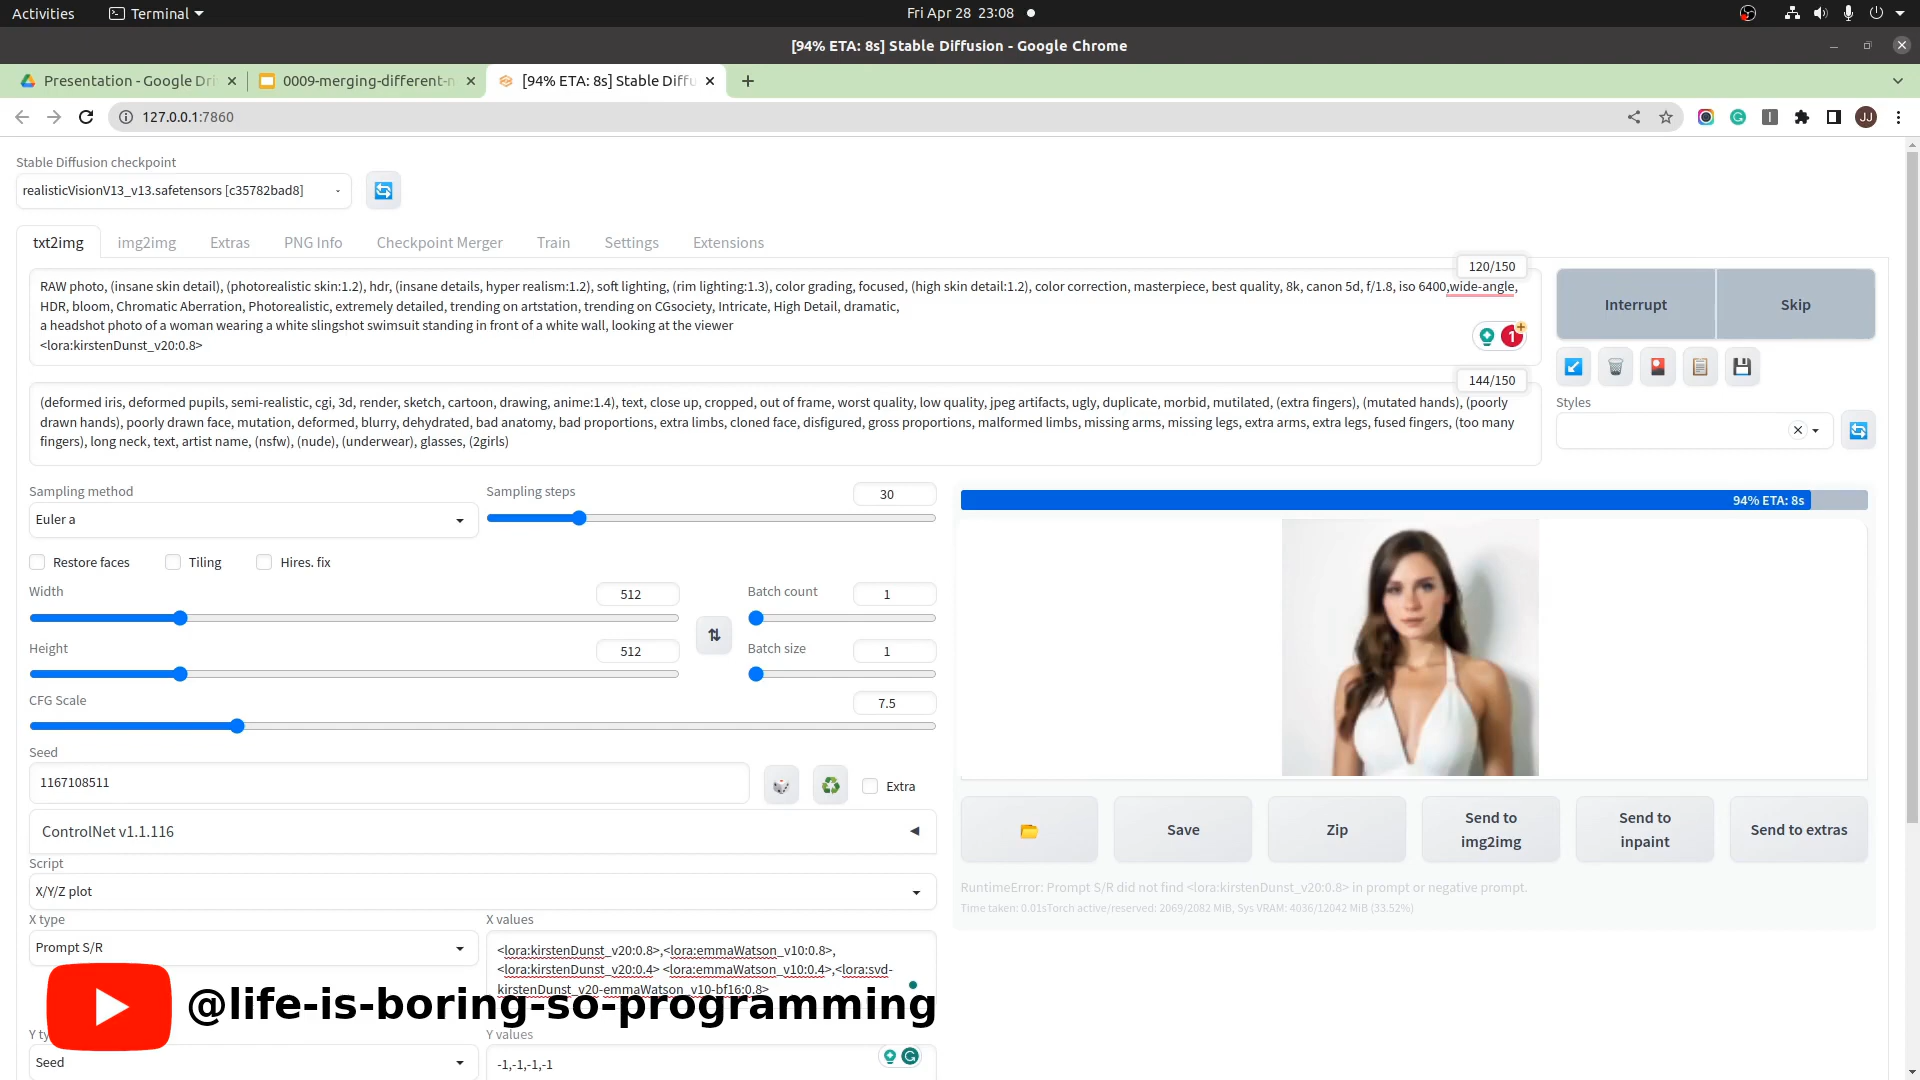 Activities
Terminal
Fri Apr 28 23:08
[94% ETA: 8s] Stable Diffusion - Google Chrome
Presentation - Google Dri
0009-merging-different-n
[94% ETA: 8s] Stable Diffu
127.0.0.1:7860
JJ
Stable Diffusion checkpoint
realisticVisionV13_v13.safetensors [c35782bad8]
txt2img
img2img
Extras
PNG Info
Checkpoint Merger
Train
Settings
Extensions
120/150
RAW photo, (insane skin detail), (photorealistic skin:1.2), hdr, (insane details, hyper realism:1.2), soft lighting, (rim lighting:1.3), color grading, focused, (high skin detail:1.2), color correction, masterpiece, best quality, 8k, canon 5d, f/1.8, iso 6400,wide-angle,
HDR, bloom, Chromatic Aberration, Photorealistic, extremely detailed, trending on artstation, trending on CGsociety, Intricate, High Detail, dramatic,
a headshot photo of a woman wearing a white slingshot swimsuit standing in front of a white wall, looking at the viewer
<lora:kirstenDunst_v20:0.8>
1
Interrupt
Skip
144/150
(deformed iris, deformed pupils, semi-realistic, cgi, 3d, render, sketch, cartoon, drawing, anime:1.4), text, close up, cropped, out of frame, worst quality, low quality, jpeg artifacts, ugly, duplicate, morbid, mutilated, (extra fingers), (mutated hands), (poorly
drawn hands), poorly drawn face, mutation, deformed, blurry, dehydrated, bad anatomy, bad proportions, extra limbs, cloned face, disfigured, gross proportions, malformed limbs, missing arms, missing legs, extra arms, extra legs, fused fingers, (too many
fingers), long neck, text, artist name, (nsfw), (nude), (underwear), glasses, (2girls)
Styles
Sampling method
Euler a
Sampling steps
30
94% ETA: 8s
Restore faces
Tiling
Hires. fix
Width
512
Batch count
1
Height
512
Batch size
1
CFG Scale
7.5
Seed
1167108511
Extra
ControlNet v1.1.116
Save
Zip
Send to
img2img
Send to
inpaint
Send to extras
Script
X/Y/Z plot
RuntimeError: Prompt S/R did not find <lora:kirstenDunst_v20:0.8> in prompt or negative prompt.
Time taken: 0.01sTorch active/reserved: 2069/2082 MiB, Sys VRAM: 4036/12042 MiB (33.52%)
X type
Prompt S/R
X values
<lora:kirstenDunst_v20:0.8>,<lora:emmaWatson_v10:0.8>,
<lora:kirstenDunst_v20:0.4> <lora:emmaWatson_v10:0.4>,<lora:svd-
kirstenDunst_v20-emmaWatson_v10-bf16:0.8>
@life-is-boring-so-programming
Y ty
Seed
Y values
-1,-1,-1,-1